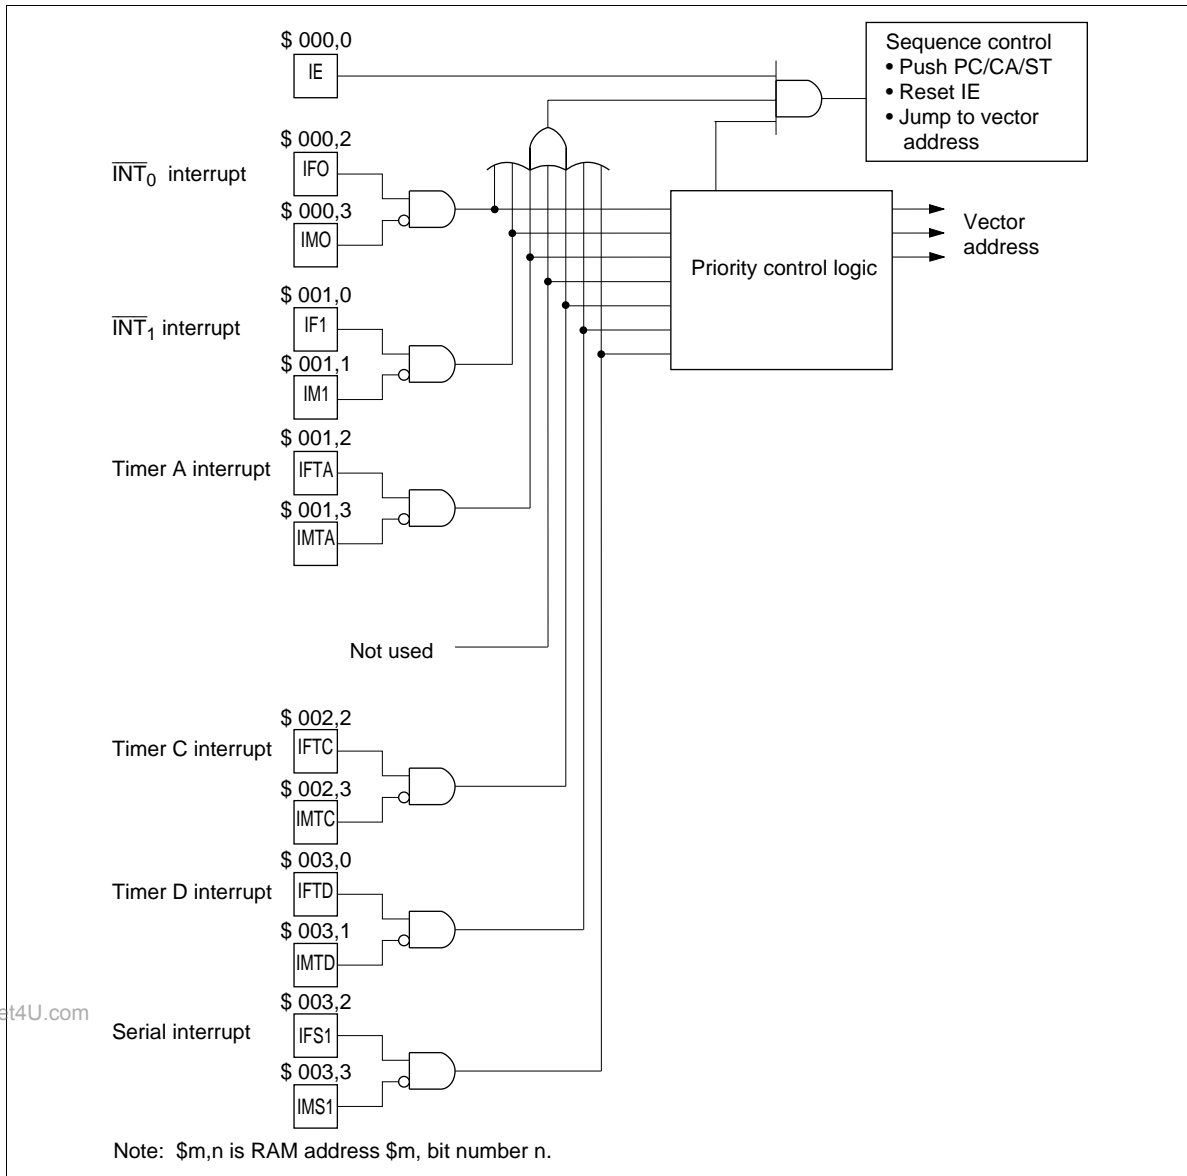 $ 000,0
IE
Sequence control
• Push PC/CA/ST
• Reset IE
• Jump to vector
address
$ 000,2
INT0 interrupt
IFO
$ 000,3
IMO
Vector
address
Priority control logic
$ 001,0
INT1 interrupt
IF1
$ 001,1
IM1
$ 001,2
Timer A interrupt
IFTA
$ 001,3
IMTA
Not used
$ 002,2
Timer C interrupt
IFTC
$ 002,3
IMTC
$ 003,0
Timer D interrupt
IFTD
$ 003,1
IMTD
$ 003,2
et4U.com
Serial interrupt
IFS1
$ 003,3
IMS1
Note: $m,n is RAM address $m, bit number n.